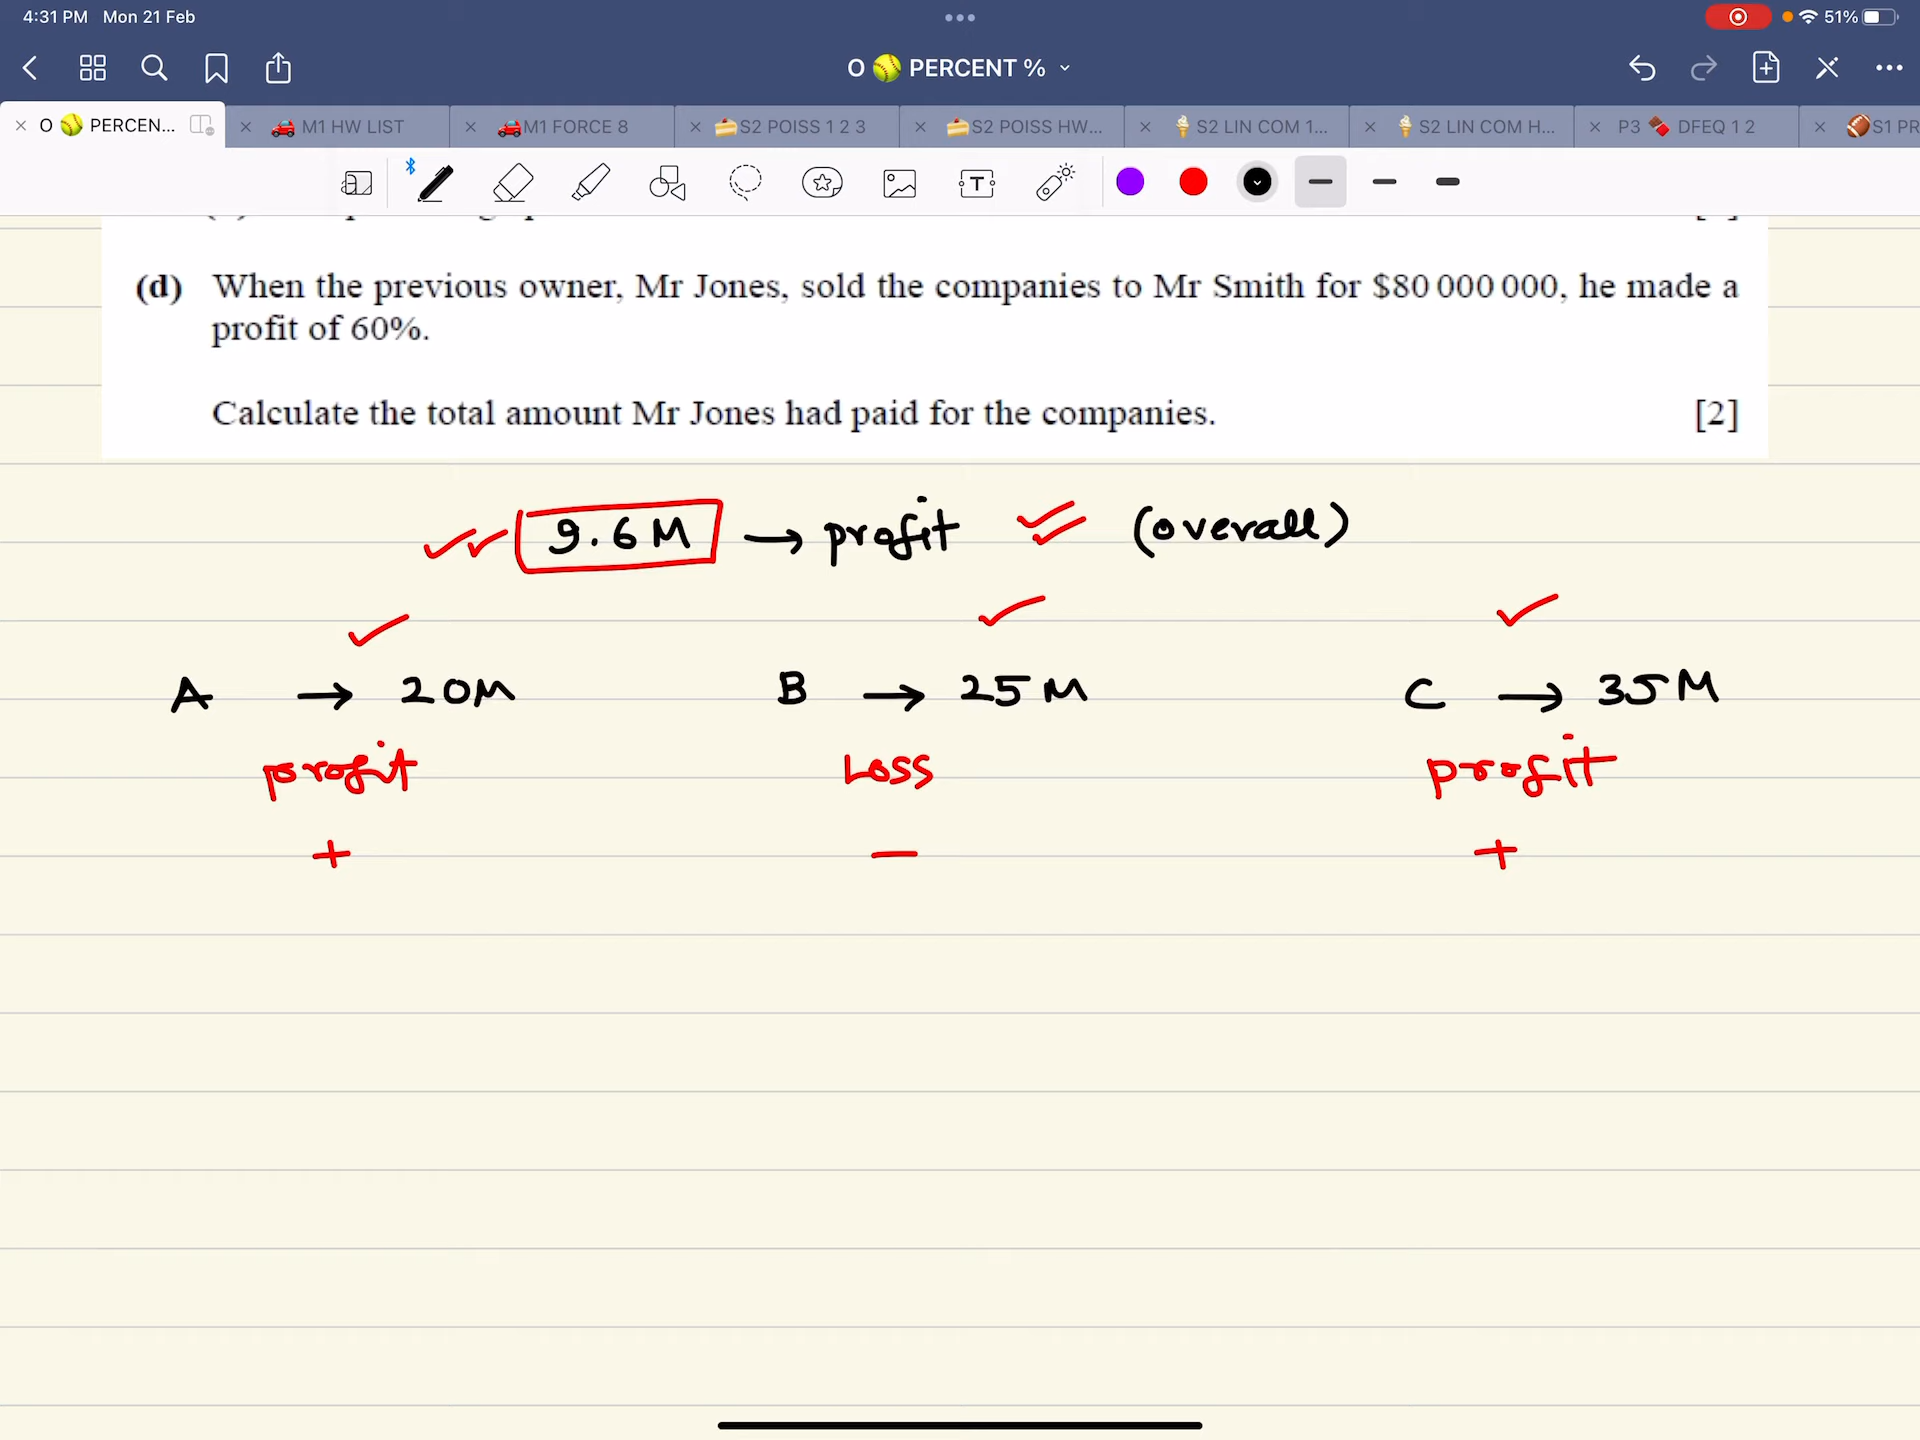 4:31 PM Mon 21 Feb
51%
O 🥎 PERCENT %
O 🥎 PERCEN...
M1 HW LIST
M1 FORCE 8
S2 POISS 1 2 3
S2 POISS HW...
S2 LIN COM 1...
S2 LIN COM H...
P3 🍫 DFEQ 1 2
S1 PR
(d) When the previous owner, Mr Jones, sold the companies to Mr Smith for $80 000 000, he made a
profit of 60%.
Calculate the total amount Mr Jones had paid for the companies. [2]
9.6M → profit (overall)
A → 20M B → 25M C → 35M
profit Loss profit
+ − +